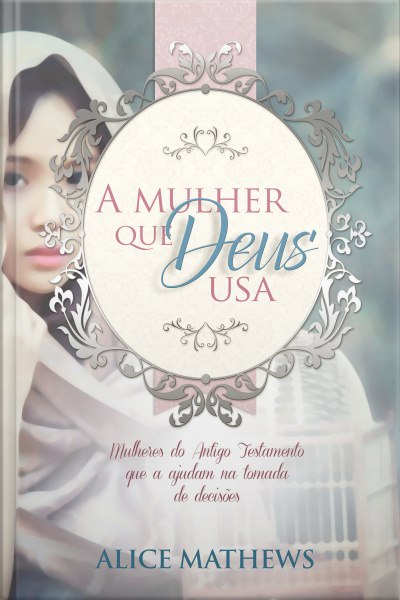 A MULHER
QUE Deus
USA
Mulheres do Antigo Testamento
que a ajudam na tomada
de decisões
ALICE MATHEWS